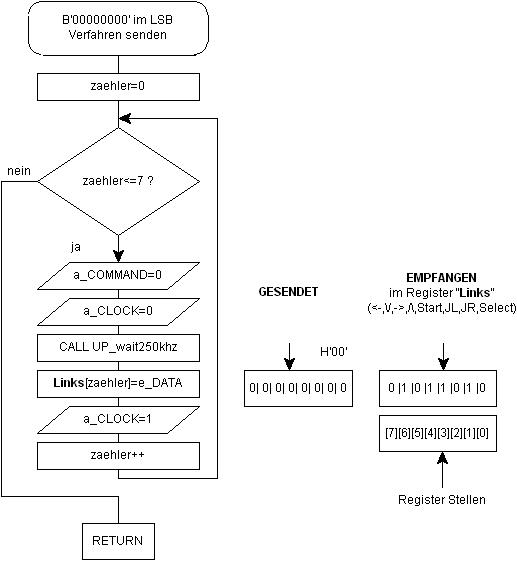 B'00000000' im LSB
Verfahren senden
zaehler=0
nein
zaehler<=7 ?
ja
a_COMMAND=0
a_CLOCK=0
CALL UP_wait250khz
Links[zaehler]=e_DATA
a_CLOCK=1
zaehler++
RETURN
GESENDET
H'00'
0| 0| 0| 0| 0| 0| 0| 0
EMPFANGEN
im Register "Links"
(<-,\/,->,/\,Start,JL,JR,Select)
0 |1 |0 |1 |1 |0 |1 |0
[7][6][5][4][3][2][1][0]
Register Stellen